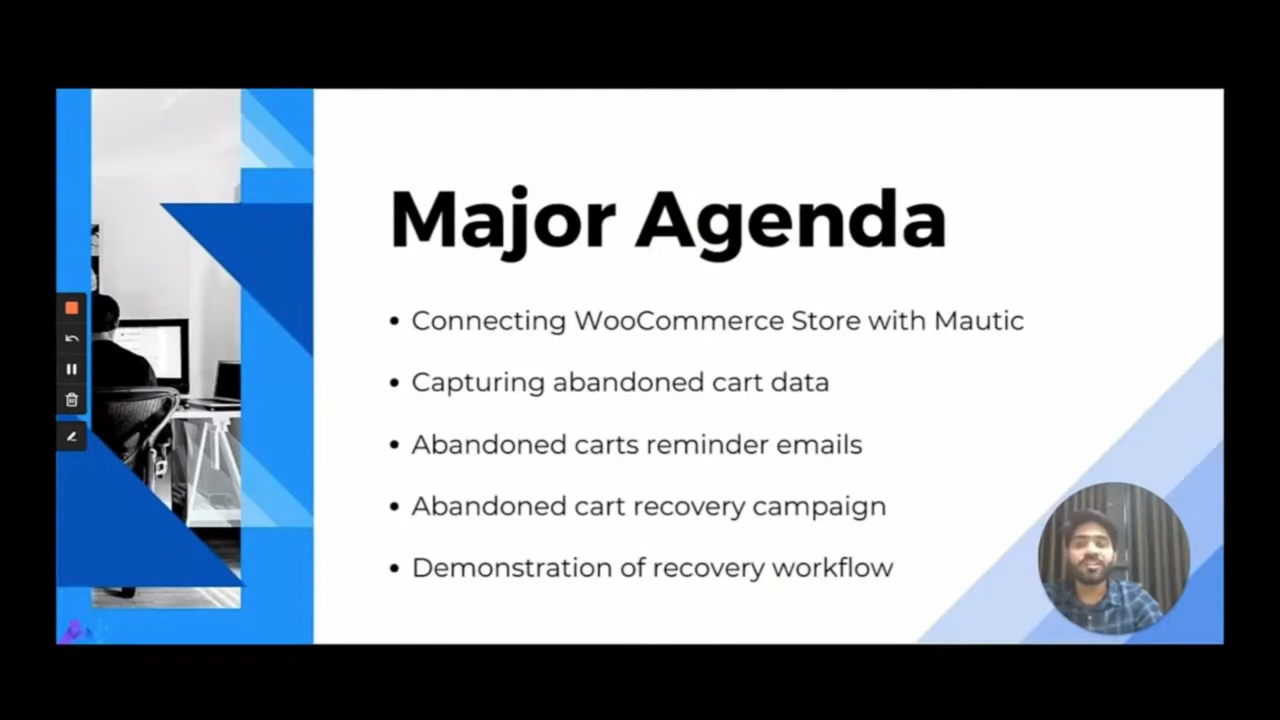 Major Agenda
• Connecting WooCommerce Store with Mautic
• Capturing abandoned cart data
• Abandoned carts reminder emails
• Abandoned cart recovery campaign
• Demonstration of recovery workflow